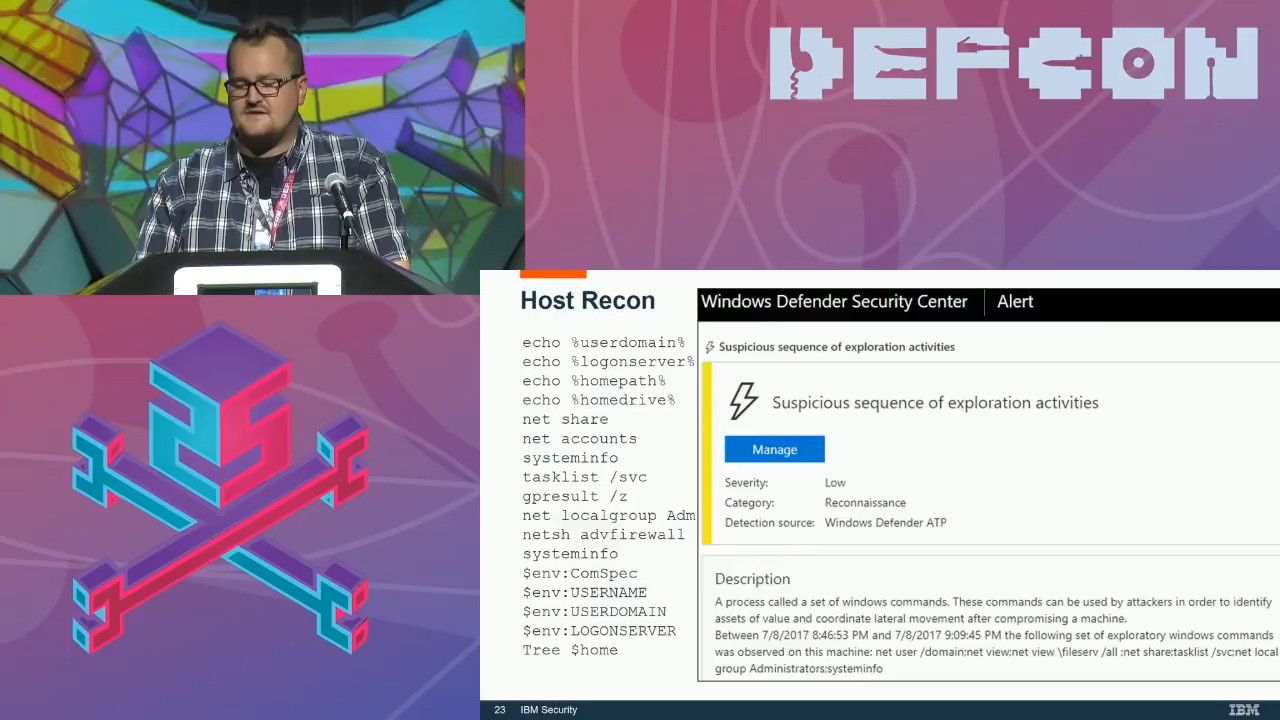 DEFCON
Host Recon
echo %userdomain%
echo %logonserver%
echo %homepath%
echo %homedrive%
net share
net accounts
systeminfo
tasklist /svc
gpresult /z
net localgroup Adm
netsh advfirewall
systeminfo
$env:ComSpec
$env:USERNAME
$env:USERDOMAIN
$env:LOGONSERVER
Tree $home
Windows Defender Security Center Alert
Suspicious sequence of exploration activities
Suspicious sequence of exploration activities
Manage
Severity: Low
Category: Reconnaissance
Detection source: Windows Defender ATP
Description
A process called a set of windows commands. These commands can be used by attackers in order to identify
assets of value and coordinate lateral movement after compromising a machine.
Between 7/8/2017 8:46:53 PM and 7/8/2017 9:09:45 PM the following set of exploratory windows commands
was observed on this machine: net user /domain;net view;net view \fileserv /all ;net share;tasklist /svc;net local
group Administrators;systeminfo
23 IBM Security
IBM